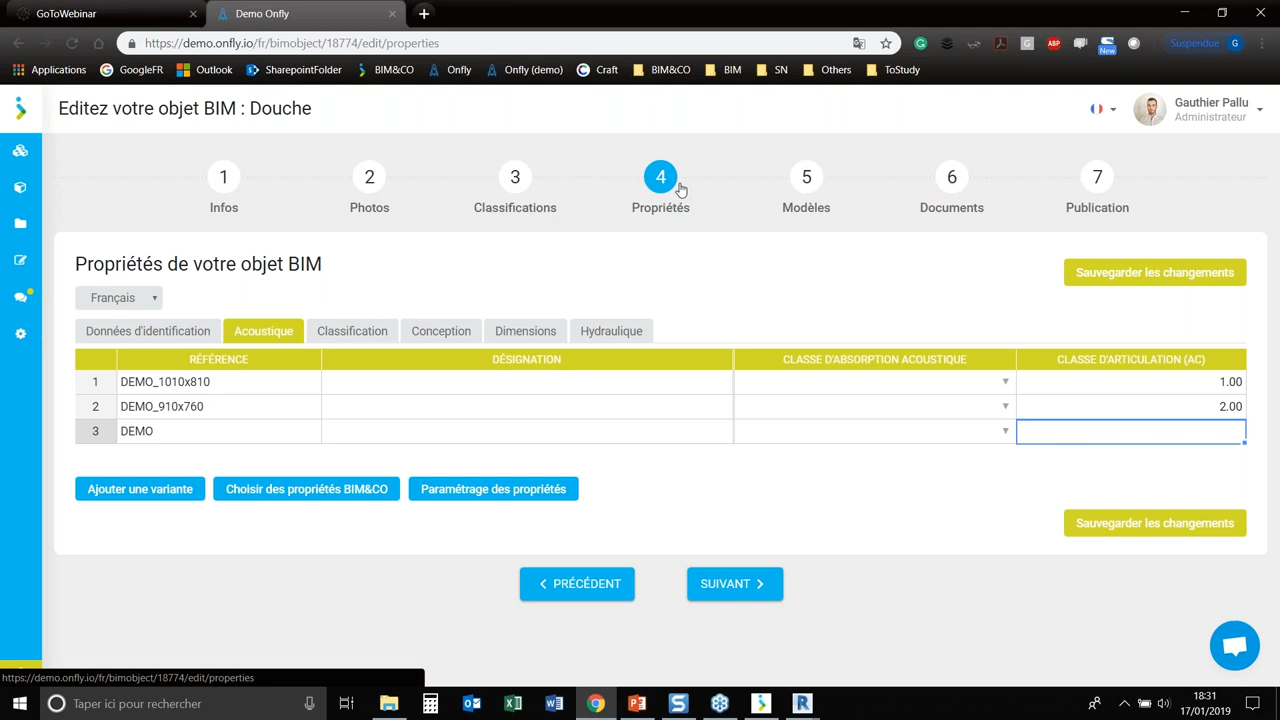 GoToWebinar
Demo Onfly
https://demo.onfly.io/fr/bimobject/18774/edit/properties
Suspendue G
Applications GoogleFR Outlook SharepointFolder BIM&CO Onfly Onfly (demo) Craft BIM&CO BIM SN Others ToStudy
New
ABP
Editez votre objet BIM : Douche
Gauthier Pallu
Administrateur
1 2 3 4 5 6 7
Infos Photos Classifications Propriétés Modèles Documents Publication
Propriétés de votre objet BIM
Sauvegarder les changements
Français
Données d'identification Acoustique Classification Conception Dimensions Hydraulique
RÉFÉRENCE DÉSIGNATION CLASSE D'ABSORPTION ACOUSTIQUE CLASSE D'ARTICULATION (AC)
1 DEMO_1010x810 1.00
2 DEMO_910x760 2.00
3 DEMO
Ajouter une variante Choisir des propriétés BIM&CO Paramétrage des propriétés
Sauvegarder les changements
PRÉCÉDENT SUIVANT
https://demo.onfly.io/fr/bimobject/18774/edit/properties
Taper ici pour rechercher
18:31
17/01/2019